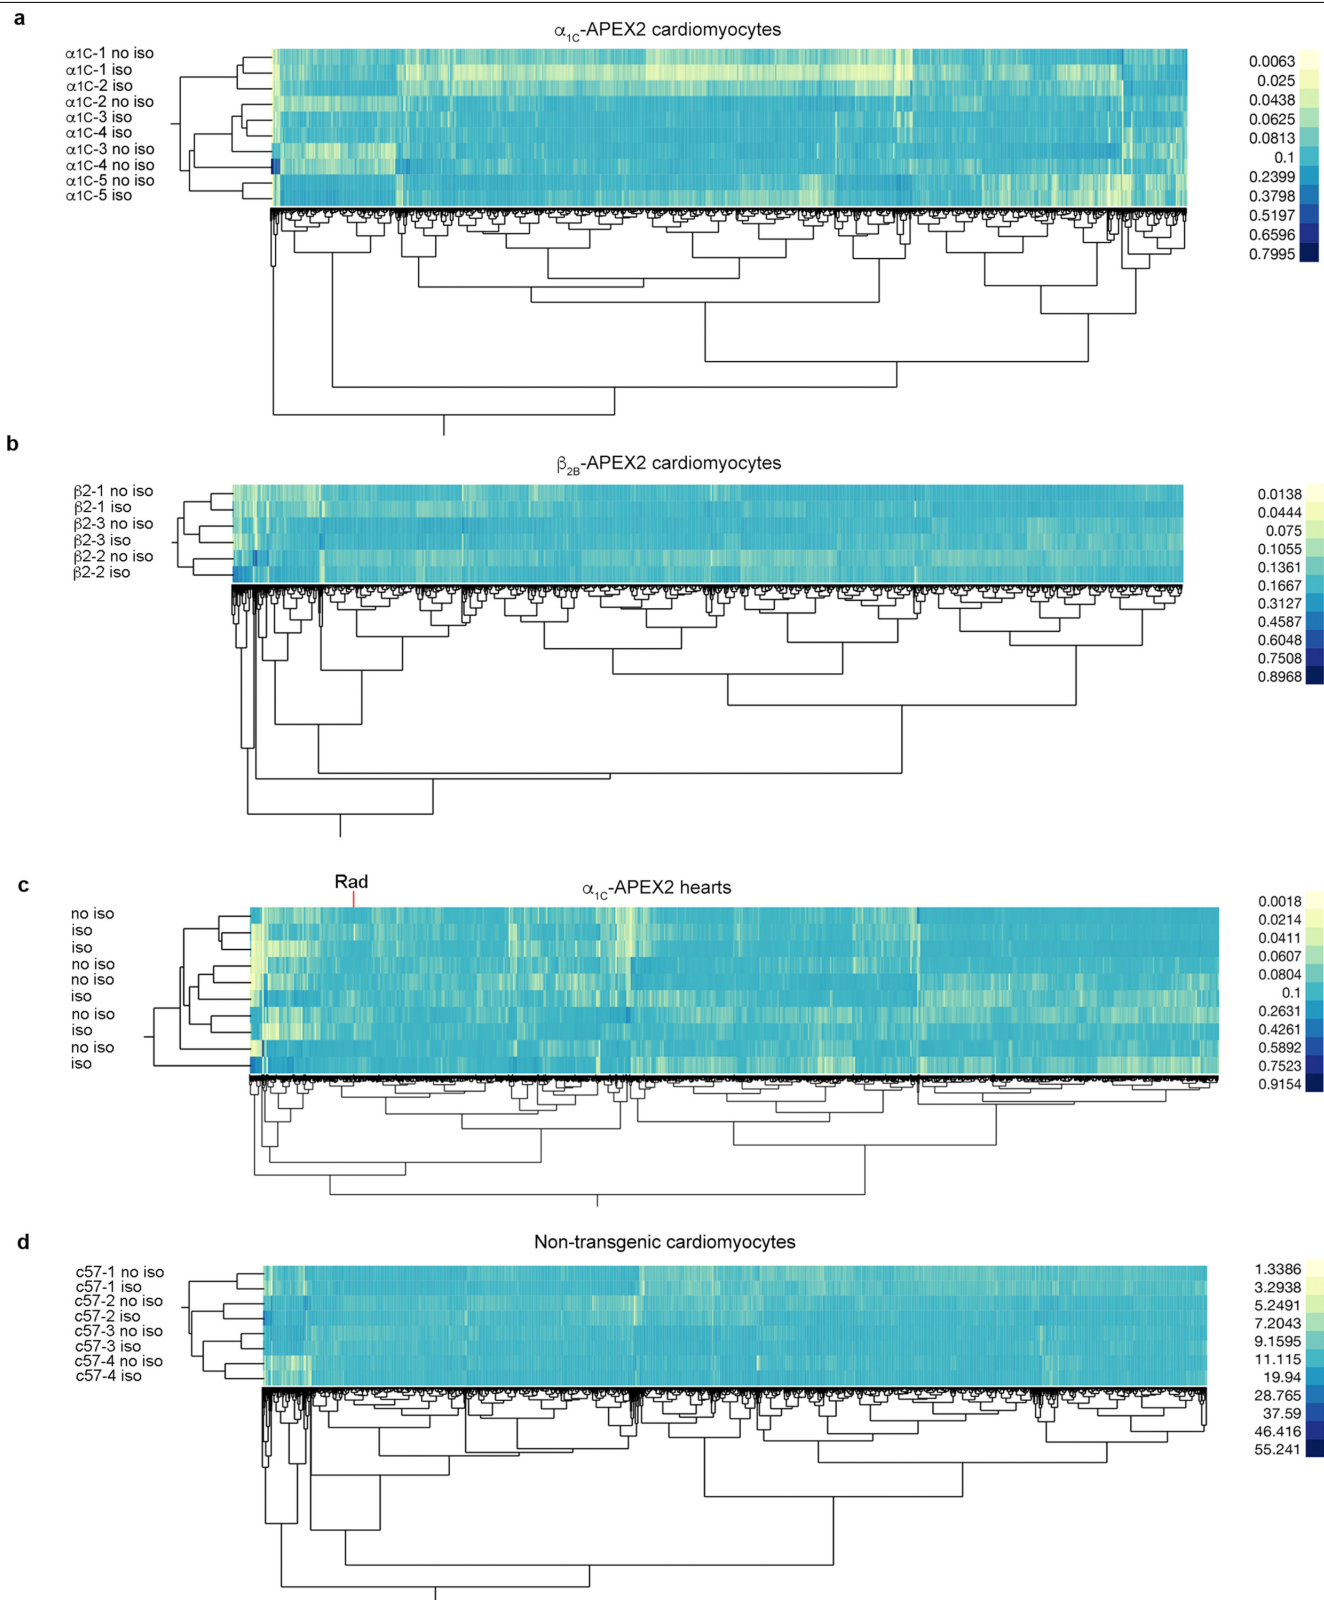 a
α1C-APEX2 cardiomyocytes
α1C-1 no iso
α1C-1 iso
α1C-2 iso
α1C-2 no iso
α1C-3 iso
α1C-4 iso
α1C-3 no iso
α1C-4 no iso
α1C-5 no iso
α1C-5 iso
0.0063
0.025
0.0438
0.0625
0.0813
0.1
0.2399
0.3798
0.5197
0.6596
0.7995
b
β2B-APEX2 cardiomyocytes
β2-1 no iso
β2-1 iso
β2-3 no iso
β2-3 iso
β2-2 no iso
β2-2 iso
0.0138
0.0444
0.075
0.1055
0.1361
0.1667
0.3127
0.4587
0.6048
0.7508
0.8968
c
Rad
α1C-APEX2 hearts
no iso
iso
iso
no iso
no iso
iso
no iso
iso
no iso
iso
0.0018
0.0214
0.0411
0.0607
0.0804
0.1
0.2631
0.4261
0.5892
0.7523
0.9154
d
Non-transgenic cardiomyocytes
c57-1 no iso
c57-1 iso
c57-2 no iso
c57-2 iso
c57-3 no iso
c57-3 iso
c57-4 no iso
c57-4 iso
1.3386
3.2938
5.2491
7.2043
9.1595
11.115
19.94
28.765
37.59
46.416
55.241